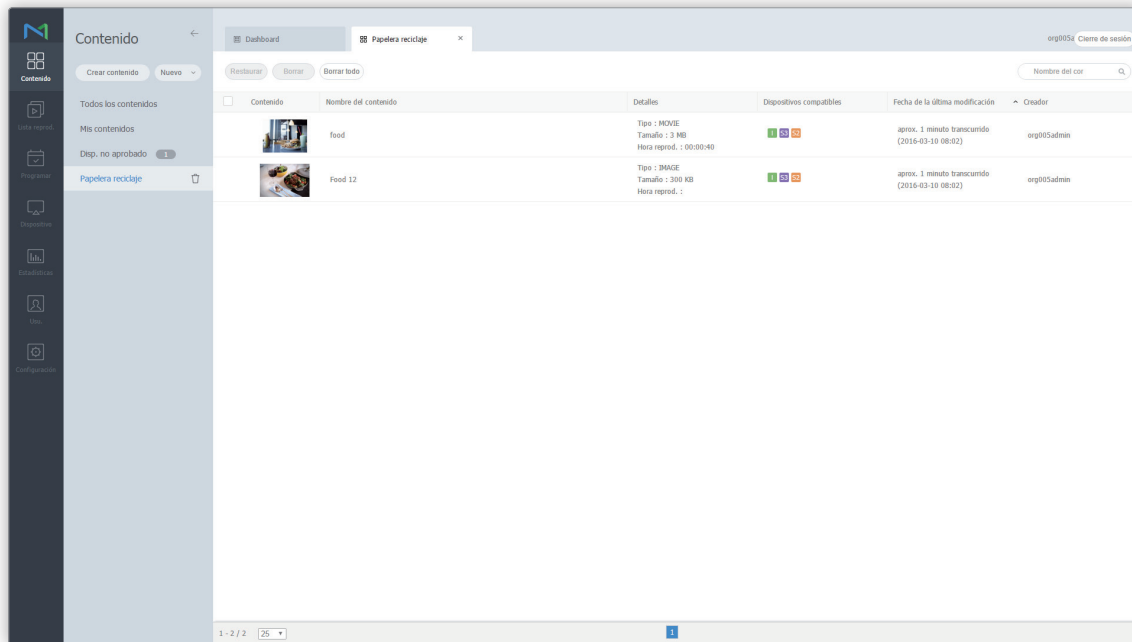 Contenido
Lista reprod.
Programar
Dispositivo
Estadísticas
Configuración
Contenido
Crear contenido
Nuevo
Todos los contenidos
Mis contenidos
Disp. no aprobado 1
Papelera reciclaje
Dashboard
Papelera reciclaje
org005a
Cierre de sesión
Restaurar
Borrar
Borrar todo
Nombre del cor
Contenido
Nombre del contenido
Detalles
Dispositivos compatibles
Fecha de la última modificación
Creador
food
Tipo : MOVIE
Tamaño : 3 MB
Hora reprod. : 00:00:40
I S3 S2
aprox. 1 minuto transcurrido
(2016-03-10 08:02)
org005admin
Food 12
Tipo : IMAGE
Tamaño : 300 KB
Hora reprod. :
I S3 S2
aprox. 1 minuto transcurrido
(2016-03-10 08:02)
org005admin
1 - 2 / 2
25
1